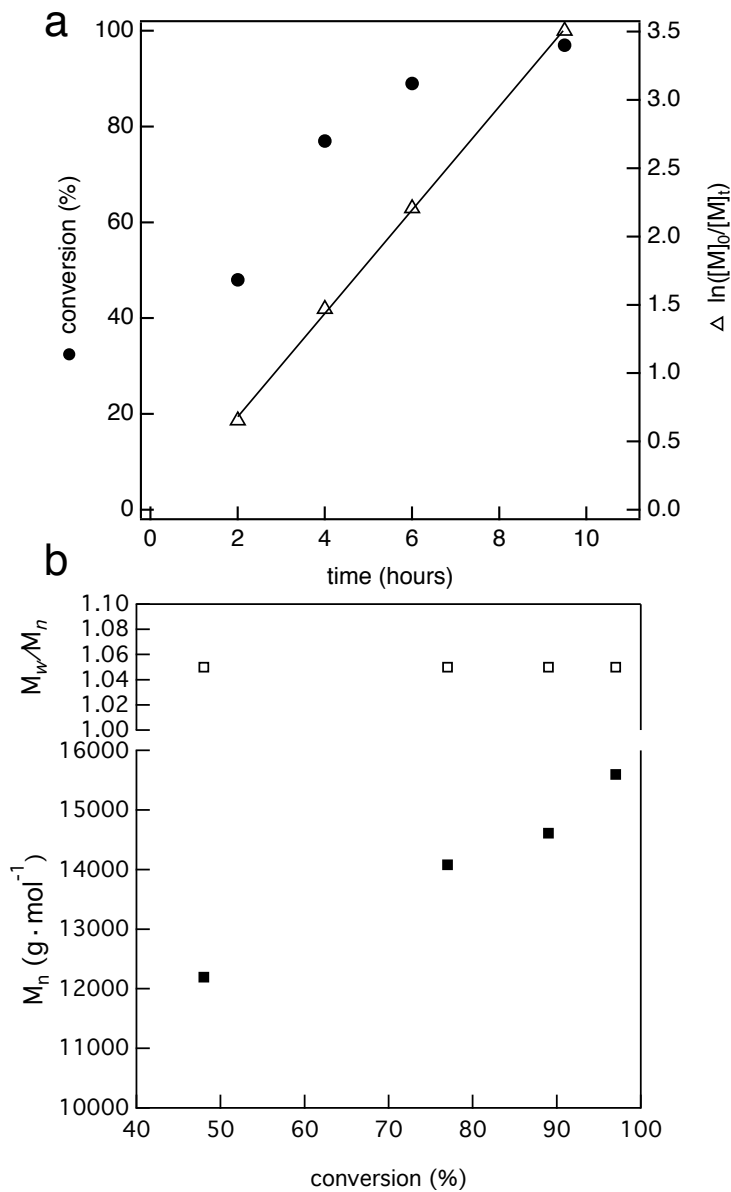 a
100
80
60
40
20
0
● conversion (%)
3.5
3.0
2.5
2.0
1.5
1.0
0.5
0.0
△ ln([M]0/[M]t)
0 2 4 6 8 10
time (hours)
b
1.10
1.08
1.06
1.04
1.02
1.00
Mw/Mn
16000
15000
14000
13000
12000
11000
10000
Mn (g · mol-1)
40 50 60 70 80 90 100
conversion (%)